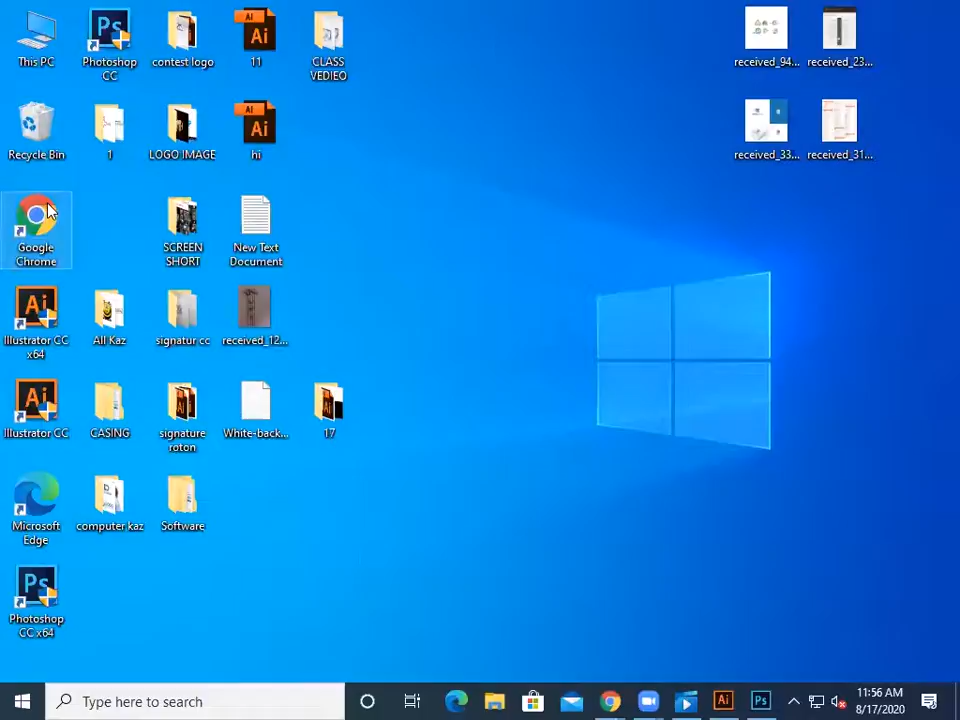 This PC
Photoshop
CC
contest logo
11
CLASS
VEDIEO
received_94...
received_23...
Recycle Bin
1
LOGO IMAGE
hi
received_33...
received_31...
Google
Chrome
SCREEN
SHORT
New Text
Document
Illustrator CC
x64
All Kaz
signatur cc
received_12...
Illustrator CC
CASING
signature
roton
White-back...
17
Microsoft
Edge
computer kaz
Software
Photoshop
CC x64
Type here to search
11:56 AM
8/17/2020